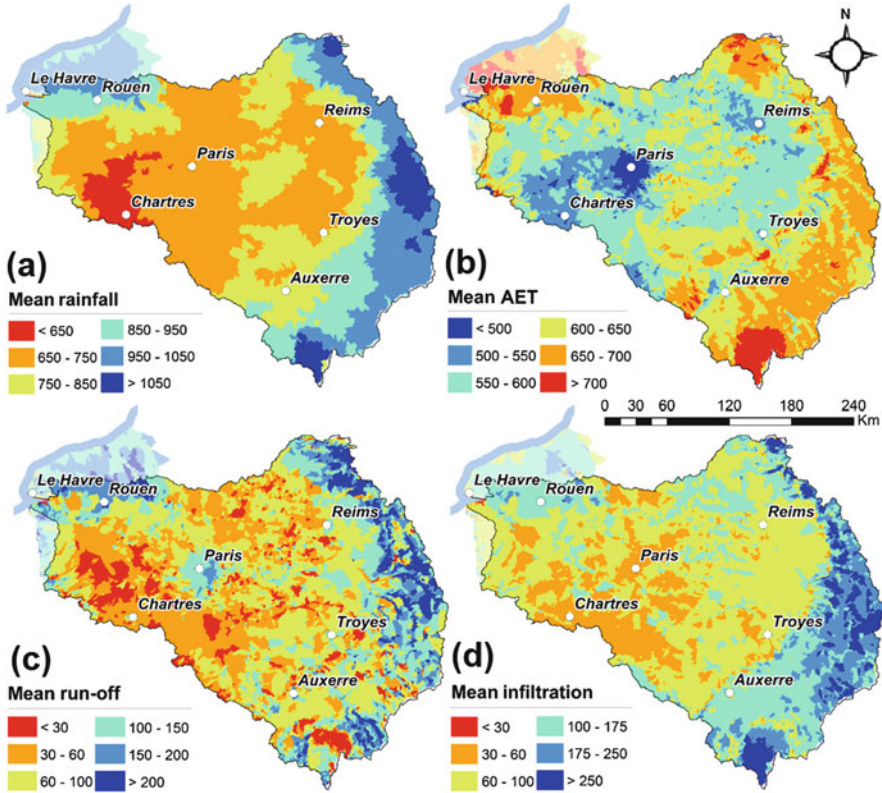 Le Havre
Rouen
Reims
Paris
Chartres
Troyes
Auxerre
(a)
Mean rainfall
< 650
650 - 750
750 - 850
850 - 950
950 - 1050
> 1050
N
Le Havre
Rouen
Reims
Paris
Chartres
Troyes
Auxerre
(b)
Mean AET
< 500
500 - 550
550 - 600
600 - 650
650 - 700
> 700
0 30 60 120 180 240
Km
Le Havre
Rouen
Reims
Paris
Chartres
Troyes
Auxerre
(c)
Mean run-off
< 30
30 - 60
60 - 100
100 - 150
150 - 200
> 200
Le Havre
Rouen
Reims
Paris
Chartres
Troyes
Auxerre
(d)
Mean infiltration
< 30
30 - 60
60 - 100
100 - 175
175 - 250
> 250